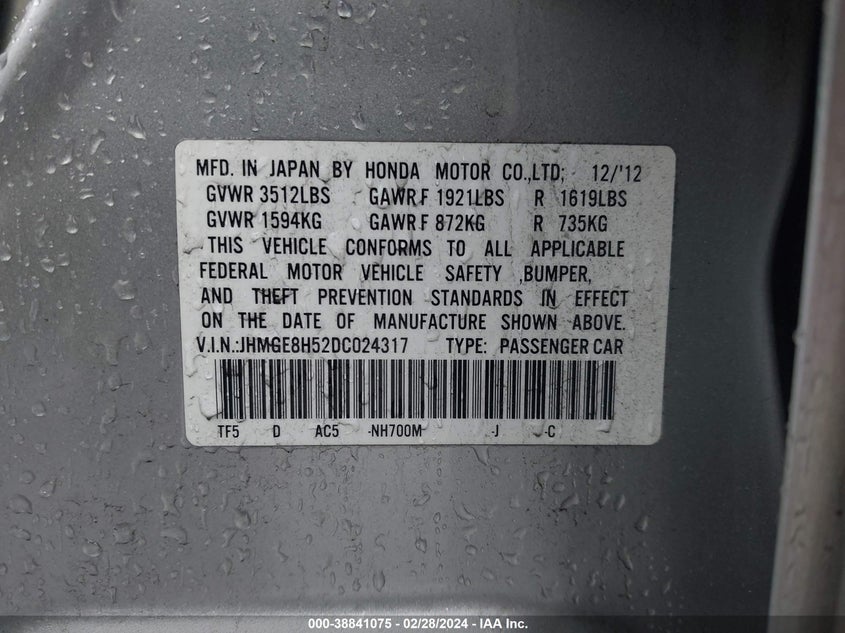 MFD. IN JAPAN BY HONDA MOTOR CO.,LTD; 12/'12
GVWR 3512LBS GAWR F 1921LBS R 1619LBS
GVWR 1594KG GAWR F 872KG R 735KG
THIS VEHICLE CONFORMS TO ALL APPLICABLE
FEDERAL MOTOR VEHICLE SAFETY ,BUMPER,
AND THEFT PREVENTION STANDARDS IN EFFECT
ON THE DATE OF MANUFACTURE SHOWN ABOVE.
V.I.N.:JHMGE8H52DC024317 TYPE: PASSENGER CAR
TF5 D AC5 -NH700M -J -C
000-38841075 - 02/28/2024 - IAA Inc.